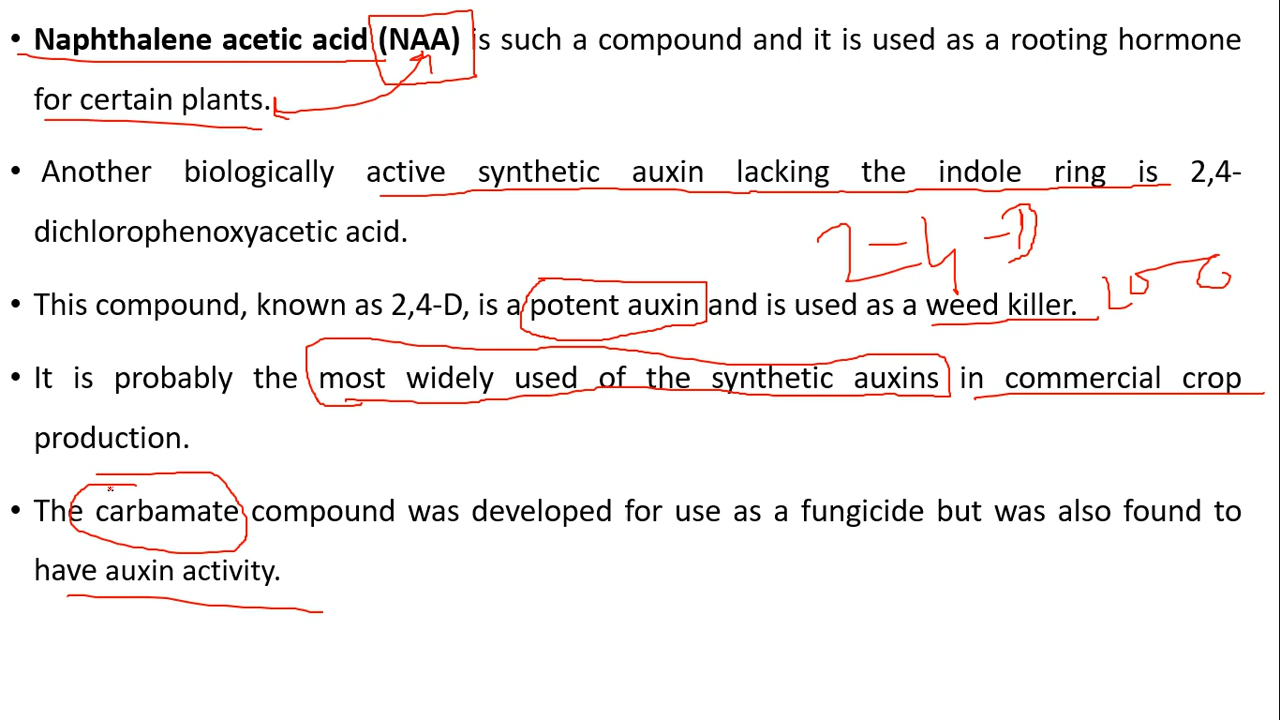 • Naphthalene acetic acid (NAA) is such a compound and it is used as a rooting hormone
for certain plants.
• Another biologically active synthetic auxin lacking the indole ring is 2,4-
dichlorophenoxyacetic acid.
2-4-D
• This compound, known as 2,4-D, is a potent auxin and is used as a weed killer.
• It is probably the most widely used of the synthetic auxins in commercial crop
production.
• The carbamate compound was developed for use as a fungicide but was also found to
have auxin activity.